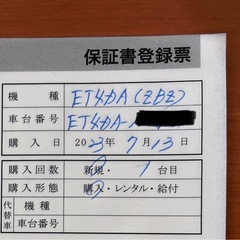 保証書登録票
機種 ET4DA(ZBZ)
車台番号 ET4DA-
購入日 2023年7月13日
購入回数 新規・1台目
購入形態 購入・レンタル・給付
代替車 機種
車台番号